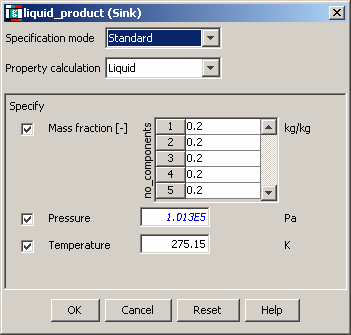 liquid_product (Sink)
Specification mode Standard
Property calculation Liquid
Specify
Mass fraction [-] no_components kg/kg
1 0.2
2 0.2
3 0.2
4 0.2
5 0.2
Pressure 1.013E5 Pa
Temperature 275.15 K
OK Cancel Reset Help